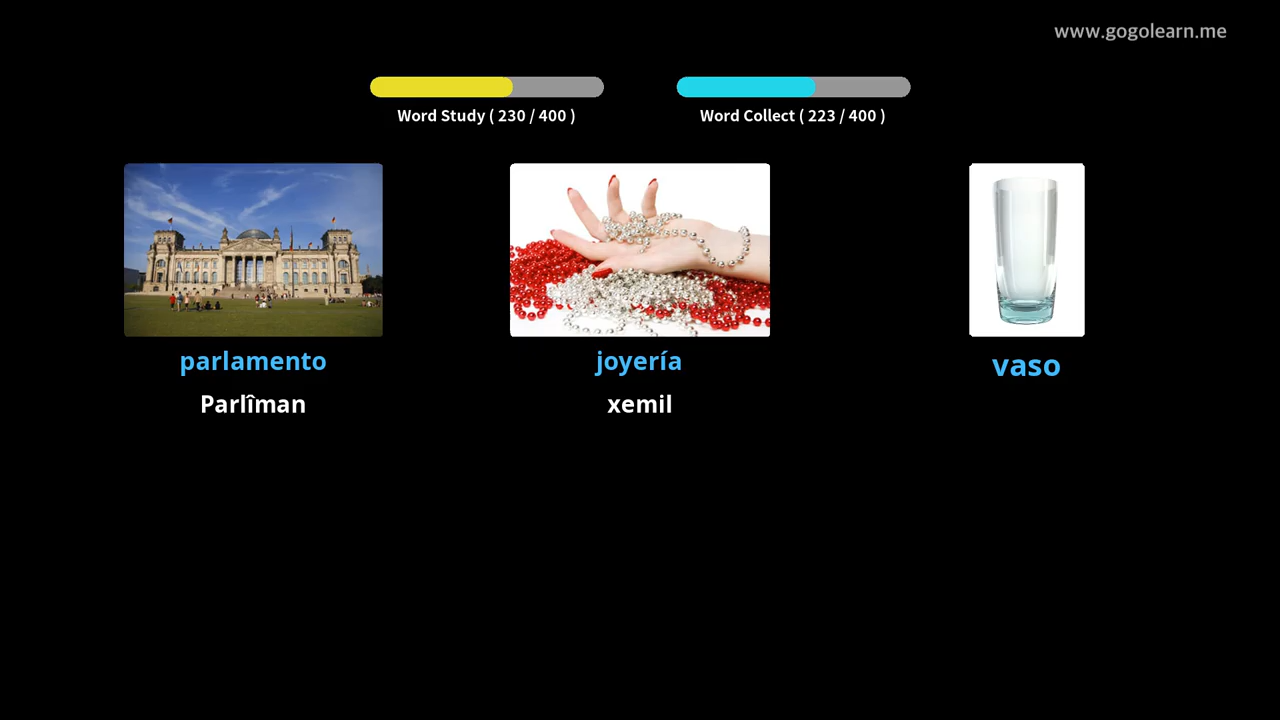 www.gogolearn.me
Word Study ( 230 / 400 )
Word Collect ( 223 / 400 )
parlamento
Parlîman
joyería
xemil
vaso